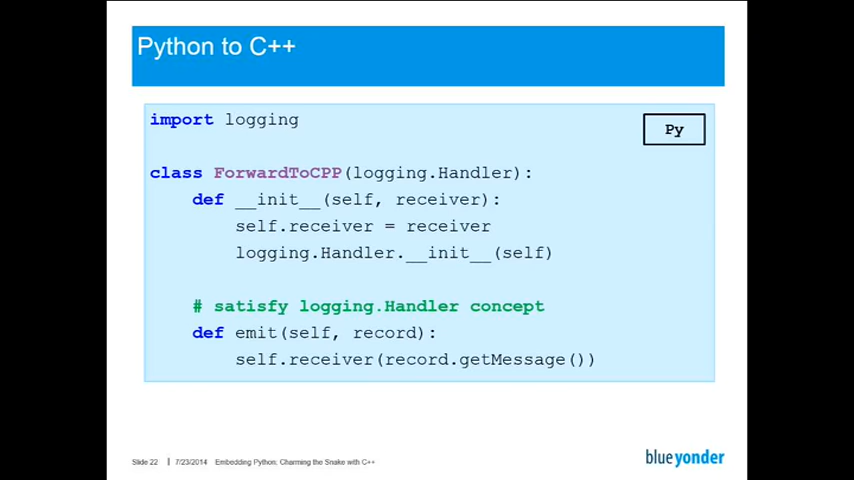 Python to C++
Py
import logging
class ForwardToCPP(logging.Handler):
def __init__(self, receiver):
self.receiver = receiver
logging.Handler.__init__(self)
# satisfy logging.Handler concept
def emit(self, record):
self.receiver(record.getMessage())
Slide 22 | 7/23/2014 Embedding Python: Charming the Snake with C++
blueyonder